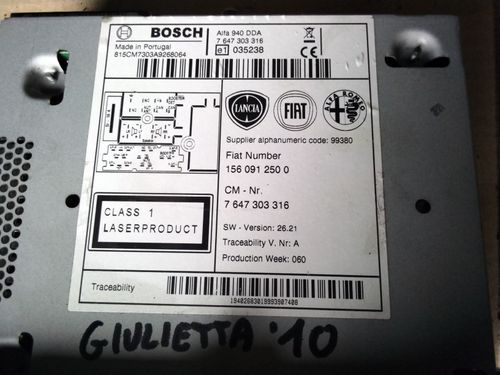 BOSCH
Alfa 940 DDA
7 647 303 316
e1 035238
CE
Made in Portugal
815CM7303A9268064
LANCIA
FIAT
ALFA ROMEO
Supplier alphanumeric code: 99380
Fiat Number
156 091 250 0
CM - Nr.
7 647 303 316
CLASS 1
LASERPRODUCT
SW - Version: 26.21
Traceability V. Nr: A
Production Week: 060
Traceability
GIULIETTA '10